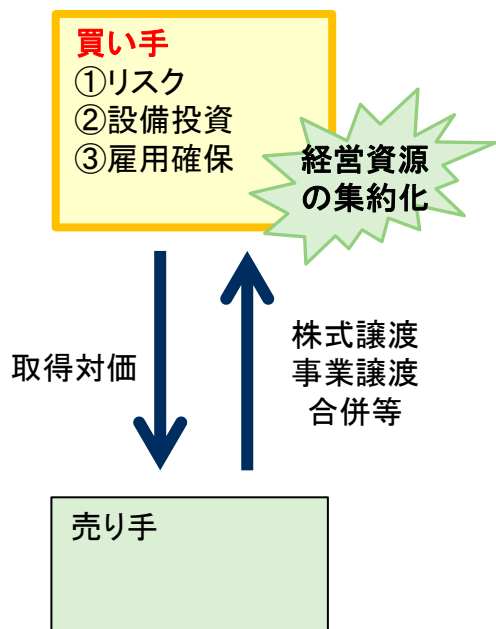 買い手
①リスク
②設備投資
③雇用確保
経営資源
の集約化
取得対価
株式譲渡
事業譲渡
合併等
売り手